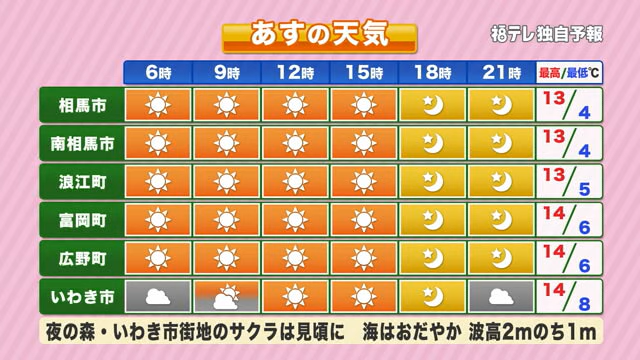 あすの天気
福テレ独自予報
6時 9時 12時 15時 18時 21時 最高/最低℃
相馬市 13/4
南相馬市 13/4
浪江町 13/5
富岡町 14/6
広野町 14/6
いわき市 14/8
夜の森・いわき市街地のサクラは見頃に 海はおだやか 波高2mのち1m